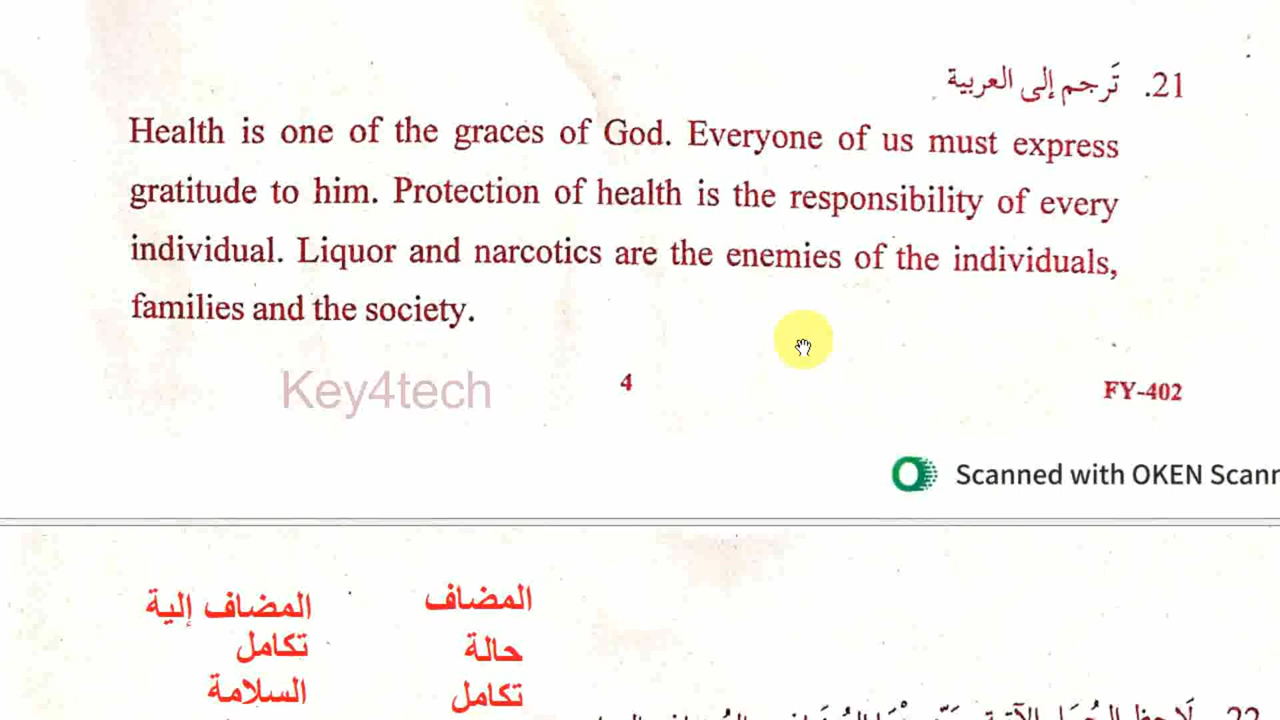 21. تَرجم إلى العربية
Health is one of the graces of God. Everyone of us must express
gratitude to him. Protection of health is the responsibility of every
individual. Liquor and narcotics are the enemies of the individuals,
families and the society.
Key4tech
4
FY-402
Scanned with OKEN Scann
المضاف المضاف إلية
حالة تكامل
تكامل السلامة